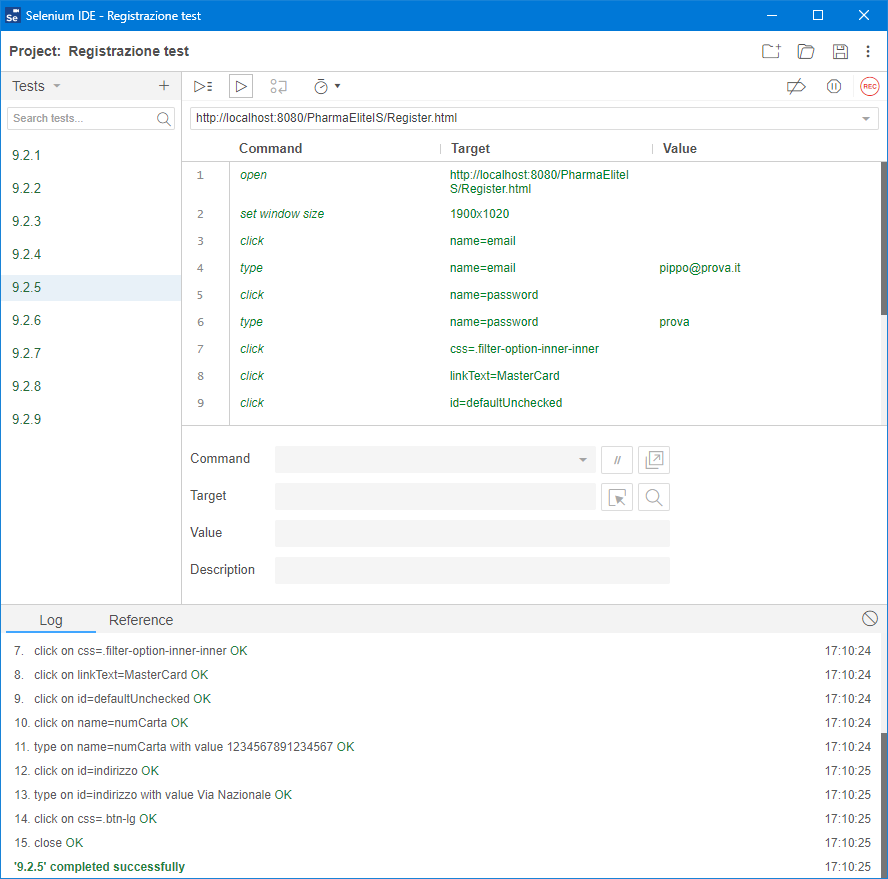 Se Selenium IDE - Registrazione test
Project: Registrazione test
Tests
Search tests...
9.2.1
9.2.2
9.2.3
9.2.4
9.2.5
9.2.6
9.2.7
9.2.8
9.2.9
REC
http://localhost:8080/PharmaEliteIS/Register.html
Command Target Value
1 open http://localhost:8080/PharmaEliteI
S/Register.html
2 set window size 1900x1020
3 click name=email
4 type name=email pippo@prova.it
5 click name=password
6 type name=password prova
7 click css=.filter-option-inner-inner
8 click linkText=MasterCard
9 click id=defaultUnchecked
Command //
Target
Value
Description
Log Reference
7. click on css=.filter-option-inner-inner OK 17:10:24
8. click on linkText=MasterCard OK 17:10:24
9. click on id=defaultUnchecked OK 17:10:24
10. click on name=numCarta OK 17:10:24
11. type on name=numCarta with value 1234567891234567 OK 17:10:24
12. click on id=indirizzo OK 17:10:25
13. type on id=indirizzo with value Via Nazionale OK 17:10:25
14. click on css=.btn-lg OK 17:10:25
15. close OK 17:10:25
'9.2.5' completed successfully 17:10:25